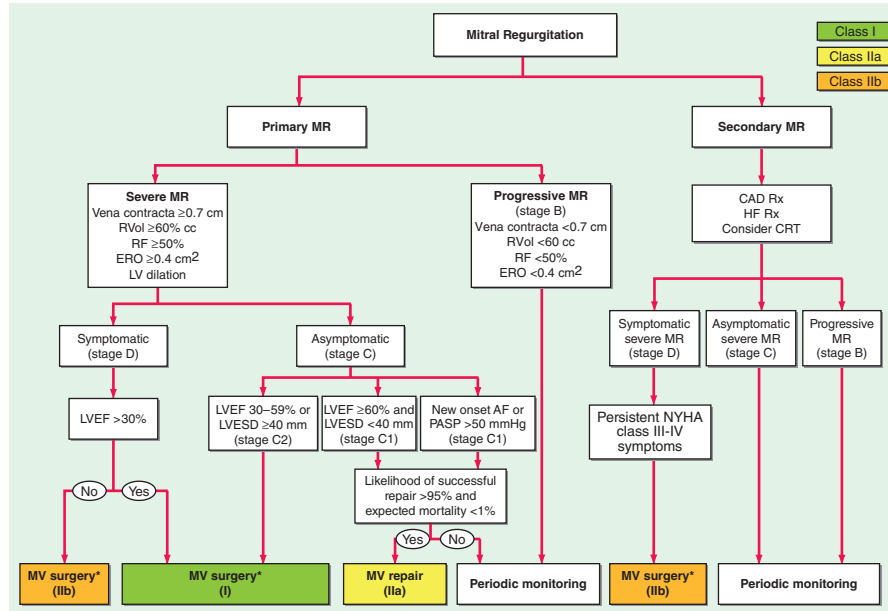 Mitral Regurgitation
Class I
Class IIa
Class IIb
Primary MR
Secondary MR
Severe MR
Vena contracta ≥0.7 cm
RVol ≥60% cc
RF ≥50%
ERO ≥0.4 cm2
LV dilation
Progressive MR
(stage B)
Vena contracta <0.7 cm
RVol <60 cc
RF <50%
ERO <0.4 cm2
CAD Rx
HF Rx
Consider CRT
Symptomatic
(stage D)
Asymptomatic
(stage C)
Symptomatic
severe MR
(stage D)
Asymptomatic
severe MR
(stage C)
Progressive
MR
(stage B)
LVEF >30%
LVEF 30–59% or
LVESD ≥40 mm
(stage C2)
LVEF ≥60% and
LVESD <40 mm
(stage C1)
New onset AF or
PASP >50 mmHg
(stage C1)
Persistent NYHA
class III-IV
symptoms
Likelihood of successful
repair >95% and
expected mortality <1%
No
Yes
Yes
No
MV surgery*
(IIb)
MV surgery*
(I)
MV repair
(IIa)
Periodic monitoring
MV surgery*
(IIb)
Periodic monitoring